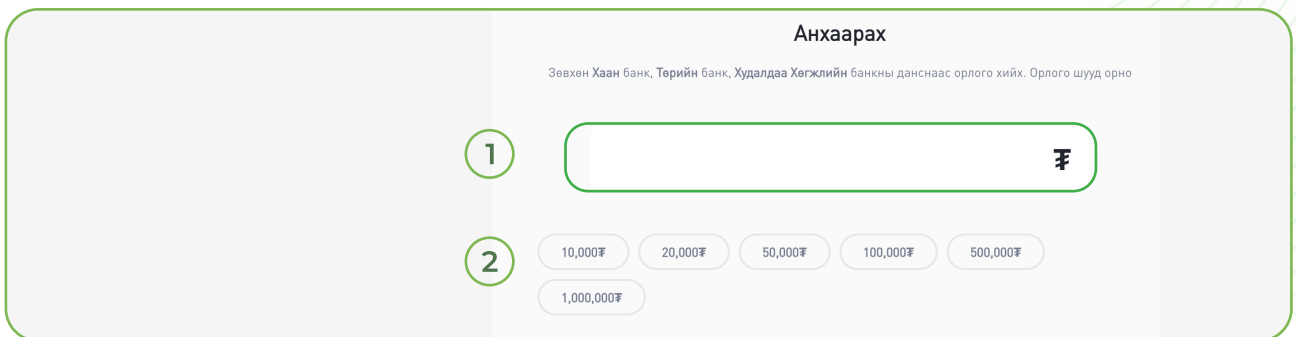 Анхаарах
Зөвхөн Хаан банк, Төрийн банк, Худалдаа Хөгжлийн банкны данснаас орлого хийх. Орлого шууд орно
1 ₮
2 10,000₮ 20,000₮ 50,000₮ 100,000₮ 500,000₮
1,000,000₮